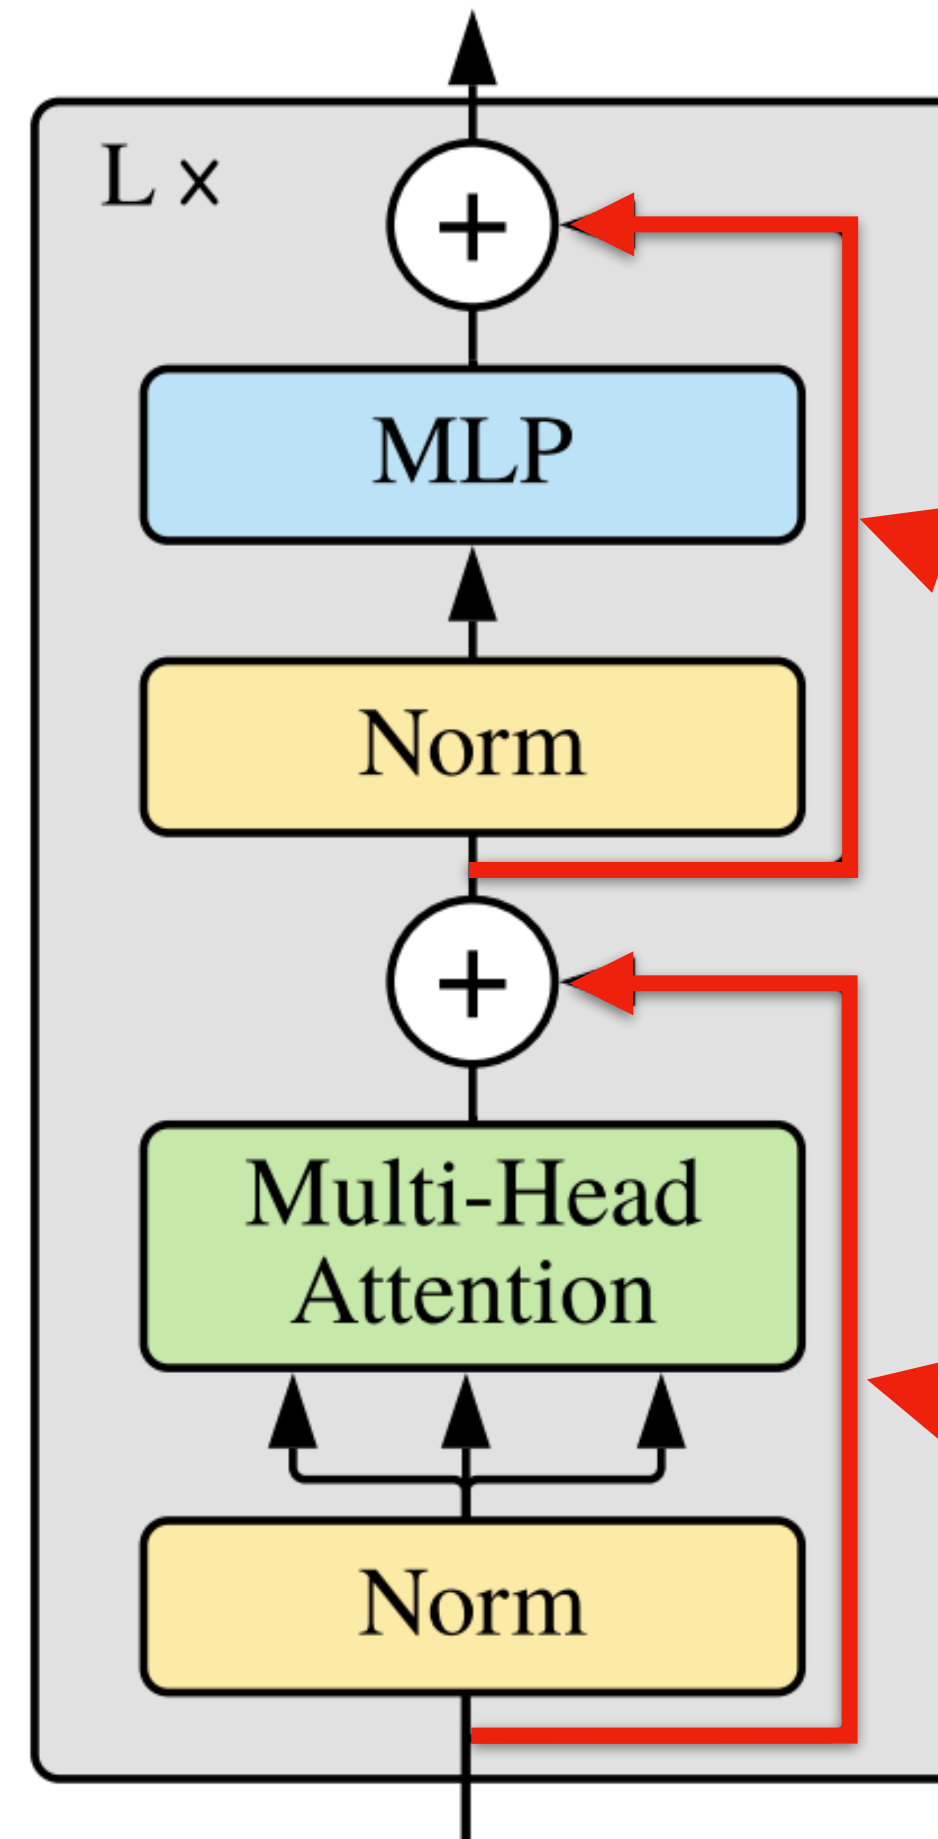 L ×
+
MLP
Norm
+
Multi-Head
Attention
Norm